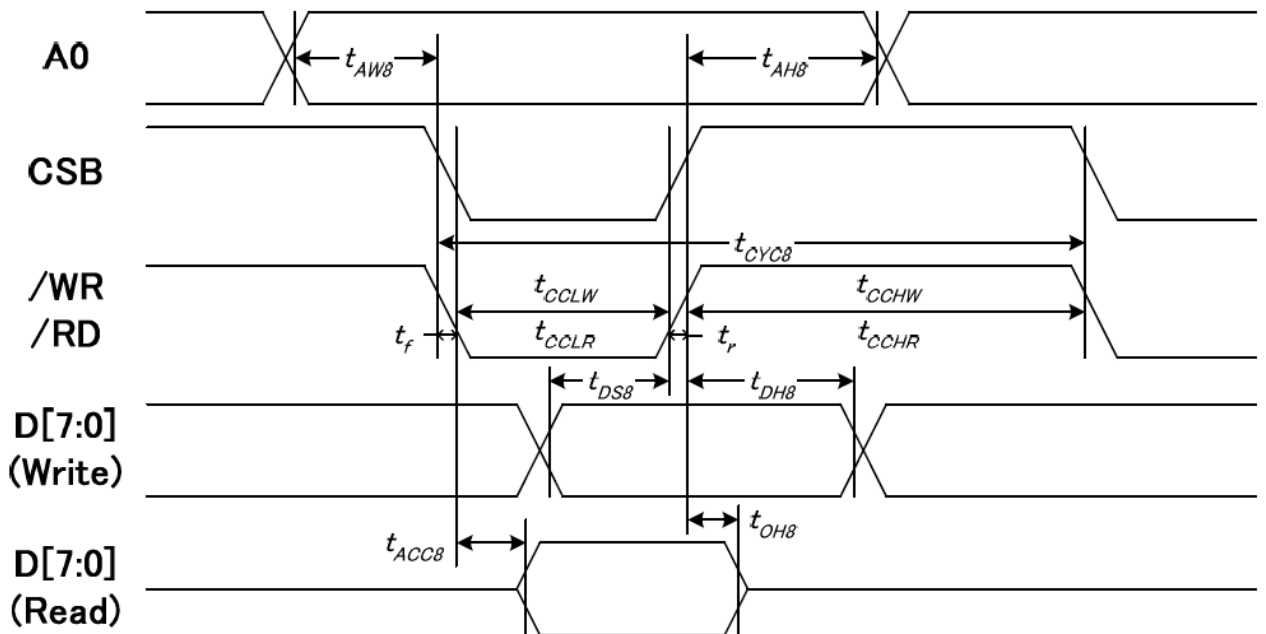 A0
t_AW8
t_AH8
CSB
t_CYC8
/WR
/RD
t_CCLW
t_CCHW
t_f
t_CCLR
t_r
t_CCHR
t_DS8
t_DH8
D[7:0]
(Write)
t_ACC8
t_OH8
D[7:0]
(Read)